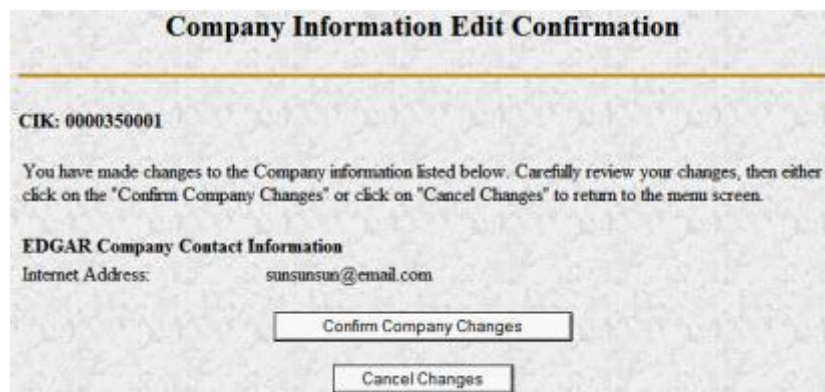 Company Information Edit Confirmation
CIK: 0000350001
You have made changes to the Company information listed below. Carefully review your changes, then either
click on the "Confirm Company Changes" or click on "Cancel Changes" to return to the menu screen.
EDGAR Company Contact Information
Internet Address: sunsunsun@email.com
Confirm Company Changes
Cancel Changes